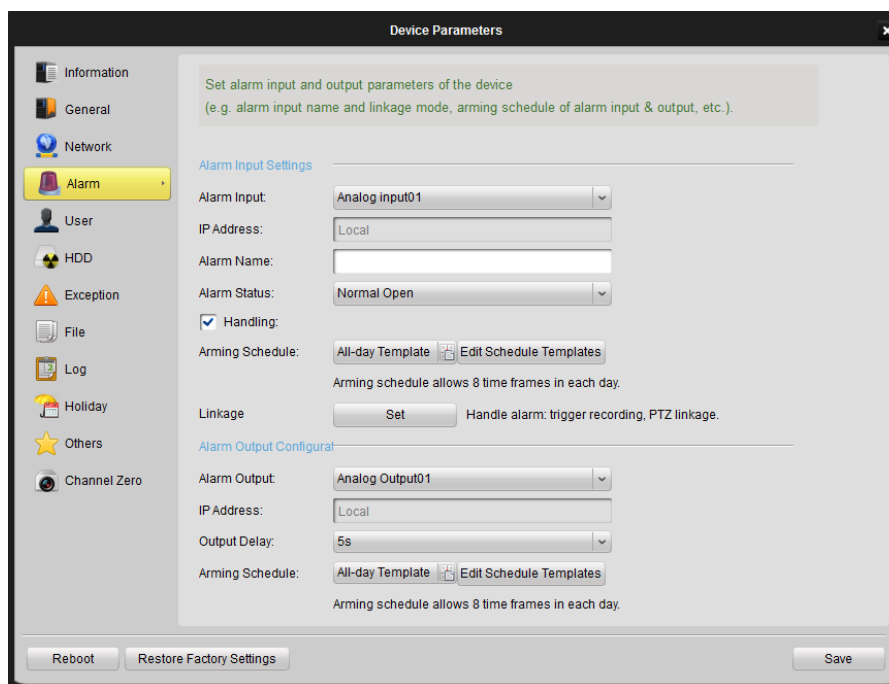 Device Parameters
Information
General
Network
Alarm
User
HDD
Exception
File
Log
Holiday
Others
Channel Zero
Set alarm input and output parameters of the device
(e.g. alarm input name and linkage mode, arming schedule of alarm input & output, etc.).
Alarm Input Settings
Alarm Input: Analog input01
IP Address: Local
Alarm Name:
Alarm Status: Normal Open
Handling:
Arming Schedule: All-day Template Edit Schedule Templates
Arming schedule allows 8 time frames in each day.
Linkage Set Handle alarm: trigger recording, PTZ linkage.
Alarm Output Configurat
Alarm Output: Analog Output01
IP Address: Local
Output Delay: 5s
Arming Schedule: All-day Template Edit Schedule Templates
Arming schedule allows 8 time frames in each day.
Reboot Restore Factory Settings Save